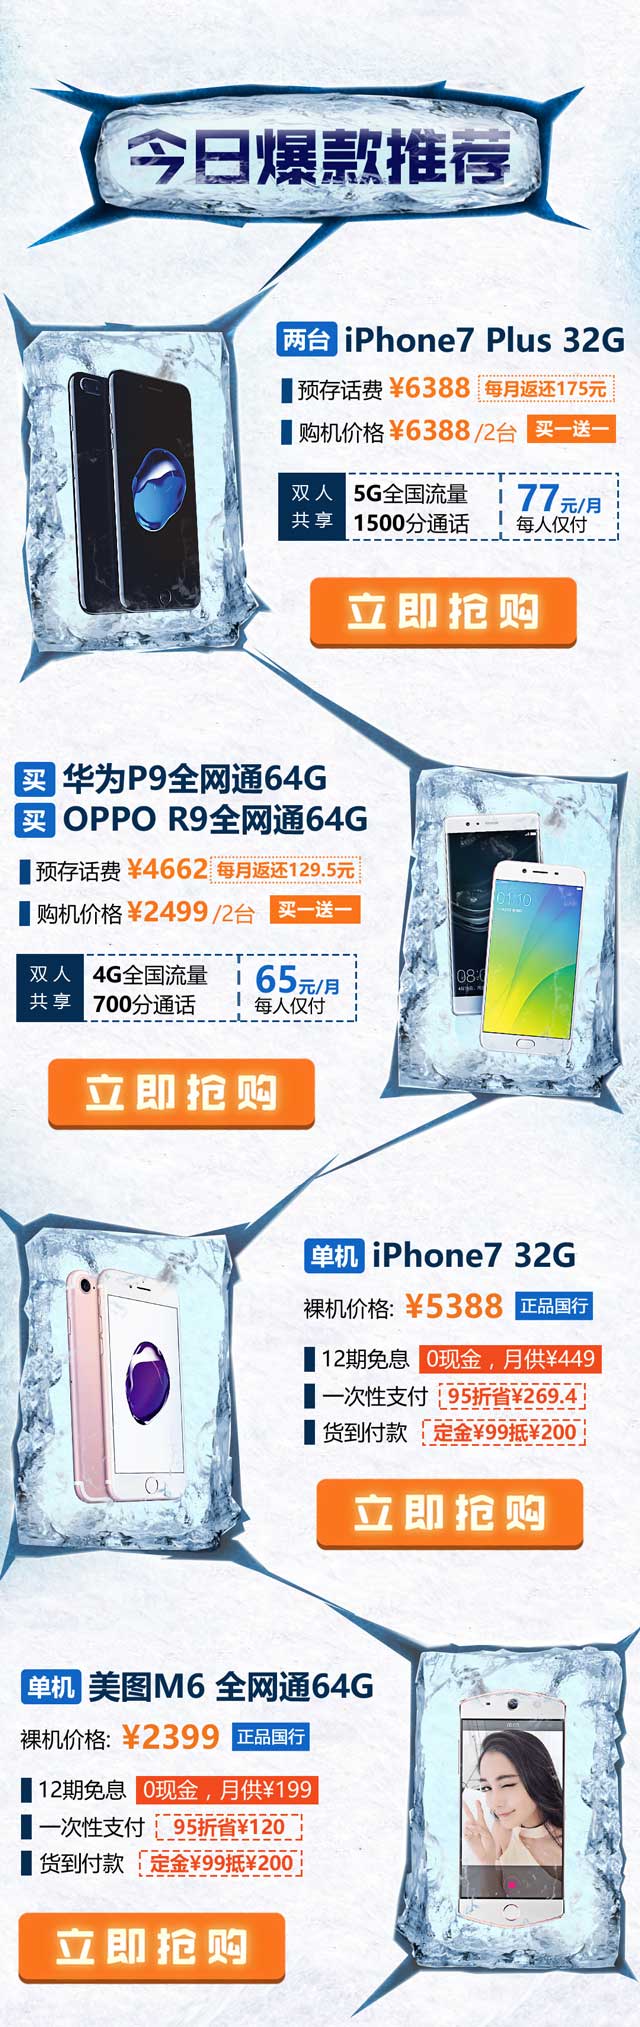 今日爆款推荐
两台 iPhone7 Plus 32G
预存话费 ¥6388 每月返还175元
购机价格 ¥6388/2台 买一送一
双人 5G全国流量 77元/月
共享 1500分通话 每人仅付
立即抢购
买 华为P9全网通64G
买 OPPO R9全网通64G
预存话费 ¥4662 每月返还129.5元
购机价格 ¥2499/2台 买一送一
01:10
08:0
双人 4G全国流量 65元/月
共享 700分通话 每人仅付
立即抢购
单机 iPhone7 32G
裸机价格: ¥5388 正品国行
12期免息 0现金，月供¥449
一次性支付 95折省¥269.4
货到付款 定金¥99抵¥200
立即抢购
单机 美图M6 全网通64G
裸机价格: ¥2399 正品国行
12期免息 0现金，月供¥199
一次性支付 95折省¥120
货到付款 定金¥99抵¥200
立即抢购